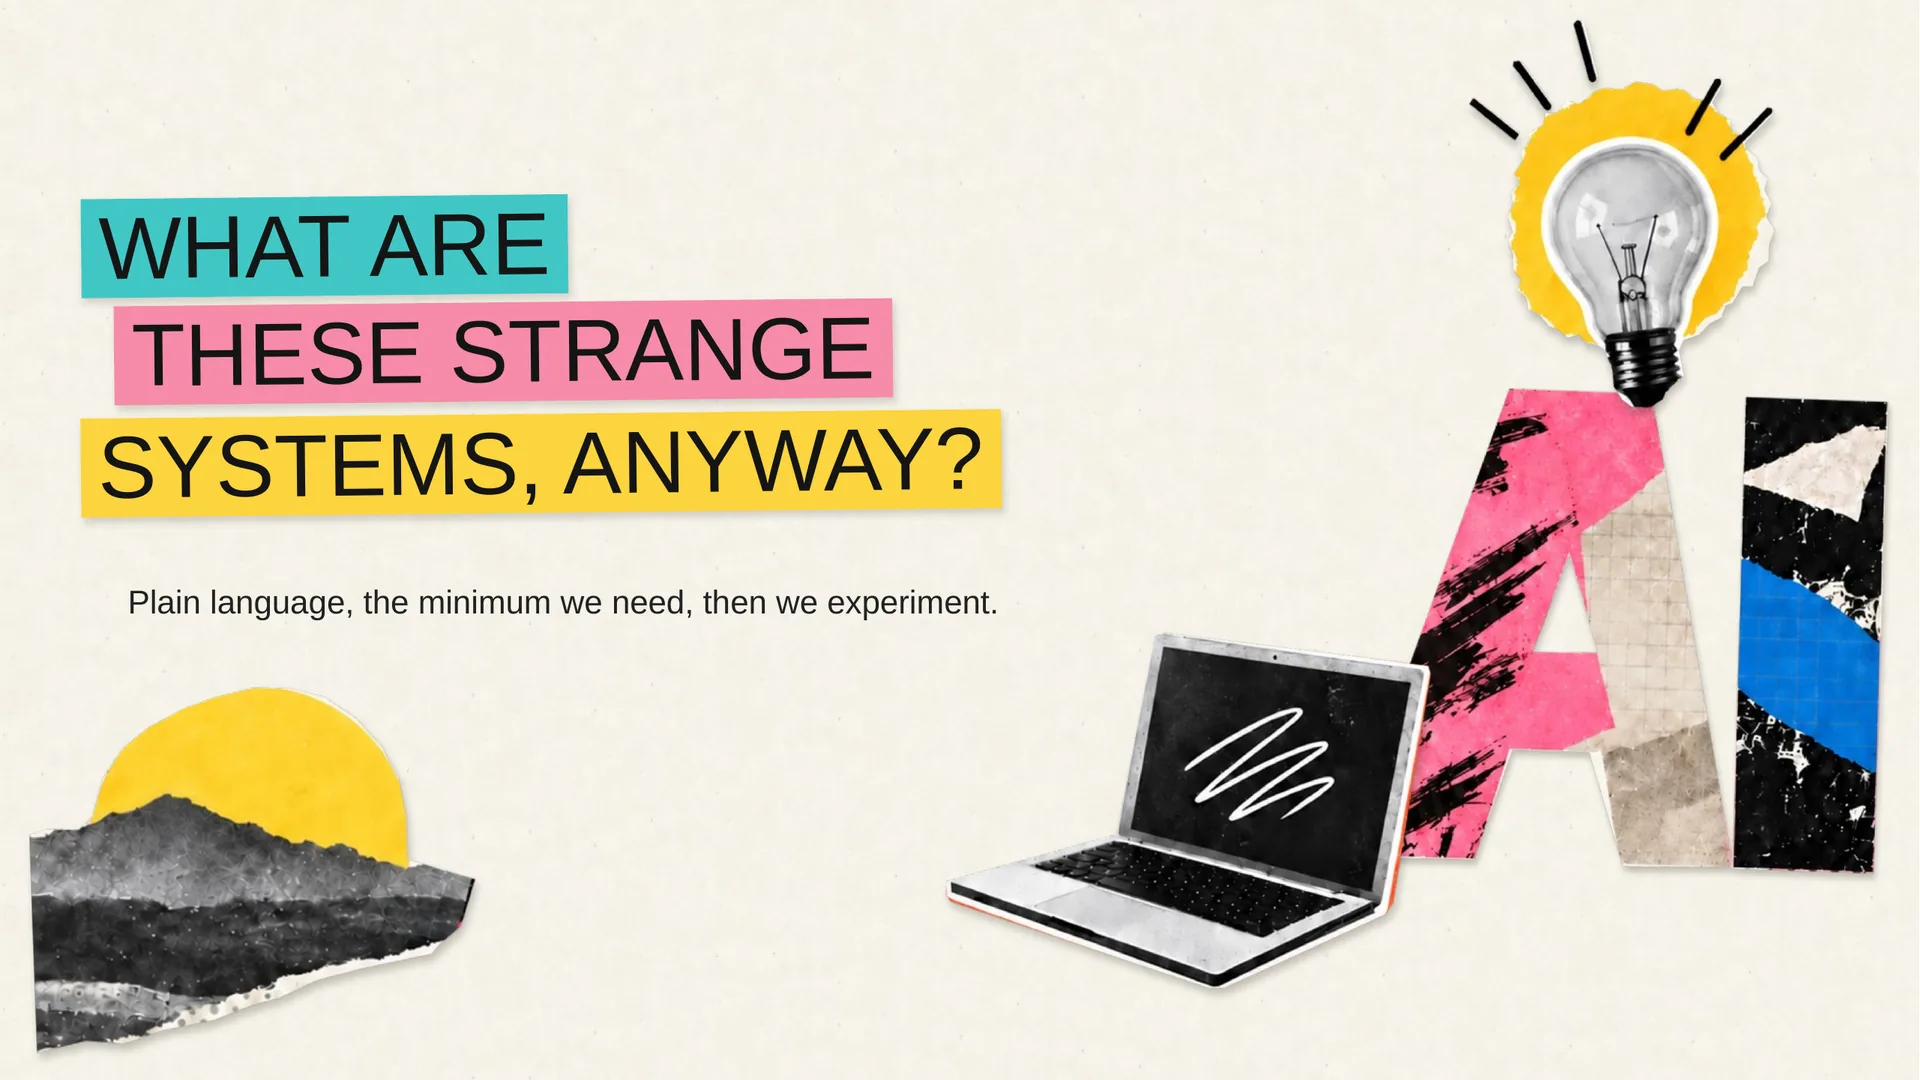 WHAT ARE
THESE STRANGE
SYSTEMS, ANYWAY?
Plain language, the minimum we need, then we experiment.
AI